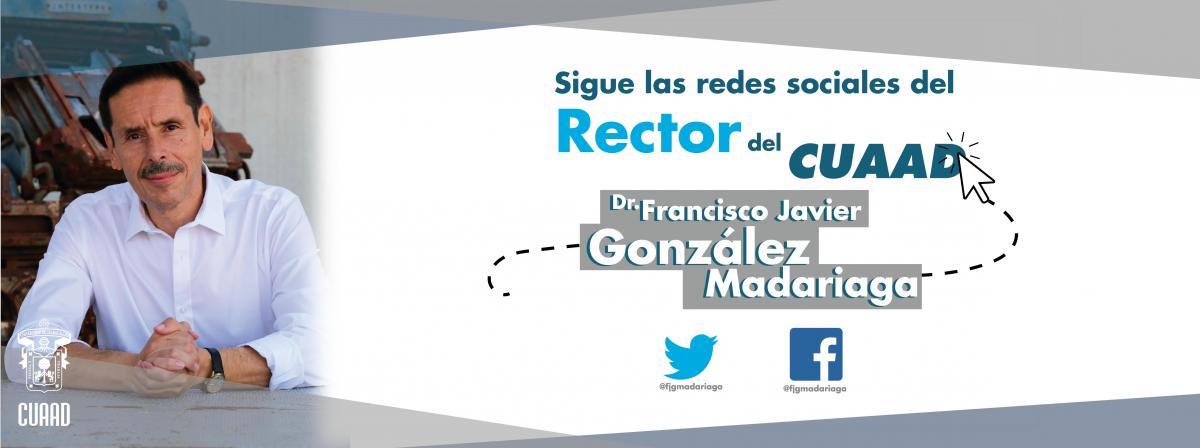 Sigue las redes sociales del
Rector del
CUAAD
Dr. Francisco Javier
González
Madariaga
@fjgmadariaga
@fjgmadariaga
CUAAD